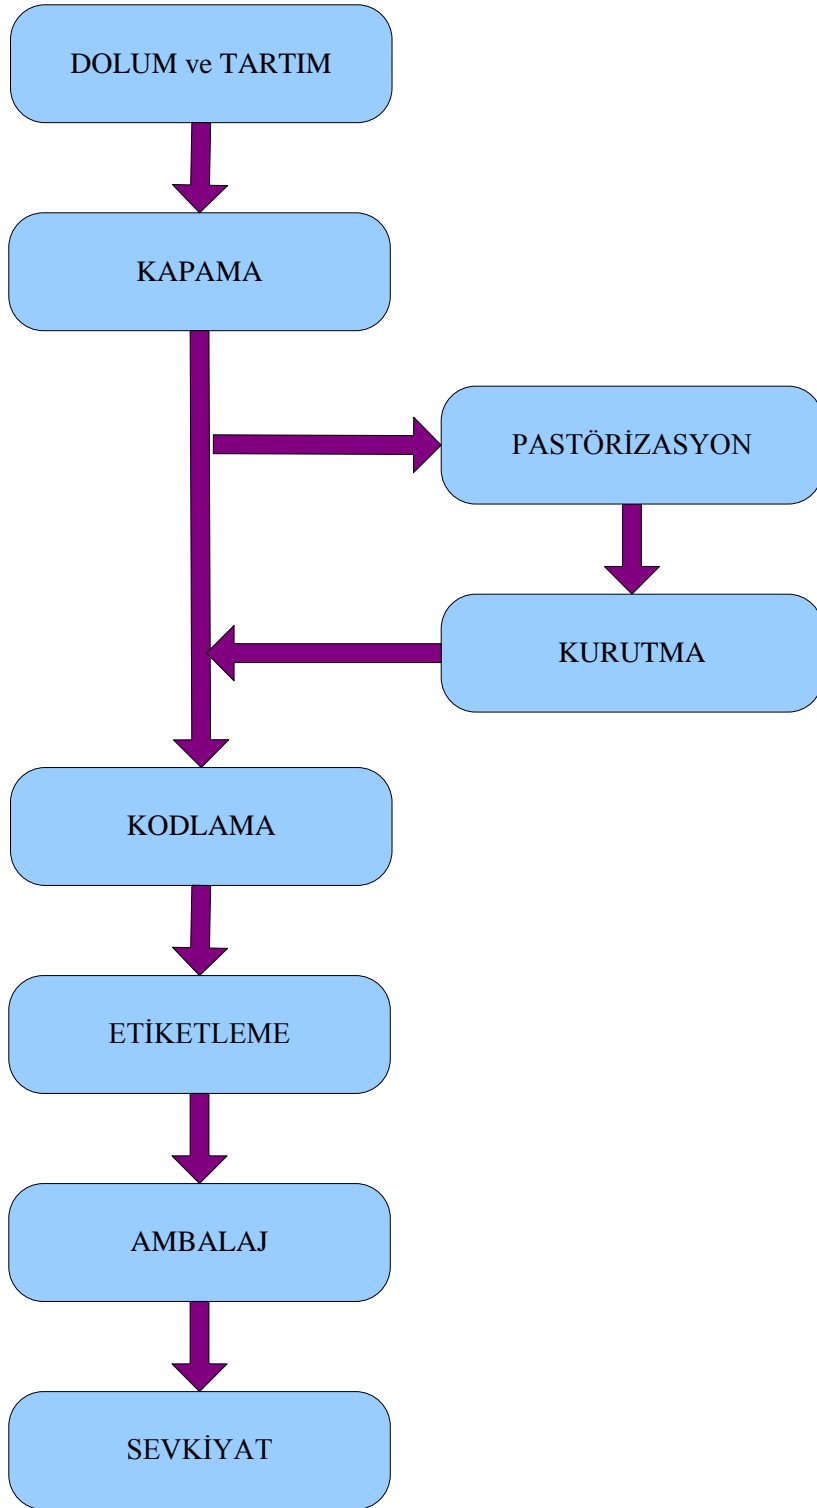 DOLUM ve TARTIM
KAPAMA
PASTÖRİZASYON
KURUTMA
KODLAMA
ETİKETLEME
AMBALAJ
SEVKİYAT